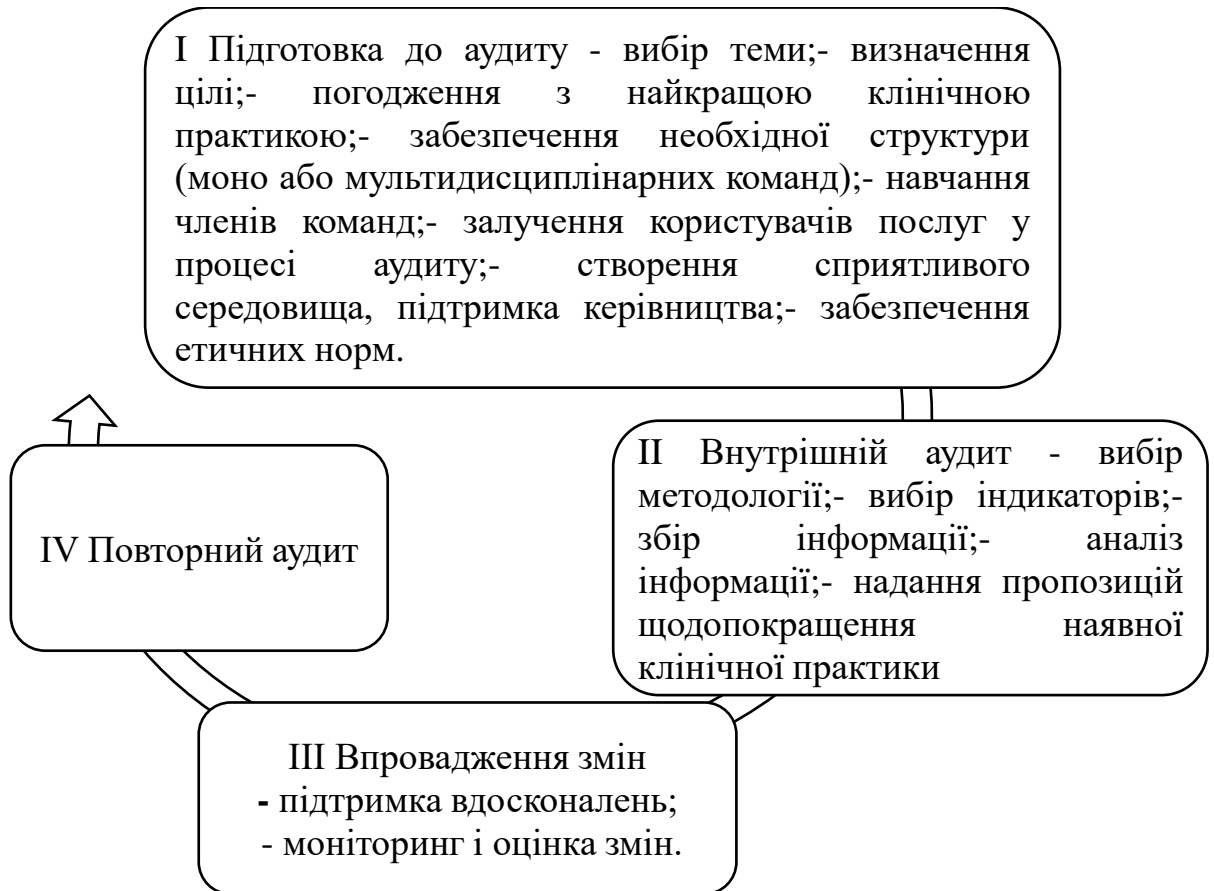 I Підготовка до аудиту - вибір теми;- визначення
цілі;- погодження з найкращою клінічною
практикою;- забезпечення необхідної структури
(моно або мультидисциплінарних команд);- навчання
членів команд;- залучення користувачів послуг у
процесі аудиту;- створення сприятливого
середовища, підтримка керівництва;- забезпечення
етичних норм.
II Внутрішній аудит - вибір
методології;- вибір індикаторів;-
збір інформації;- аналіз
інформації;- надання пропозицій
щодопокращення наявної
клінічної практики
III Впровадження змін
- підтримка вдосконалень;
- моніторинг і оцінка змін.
IV Повторний аудит